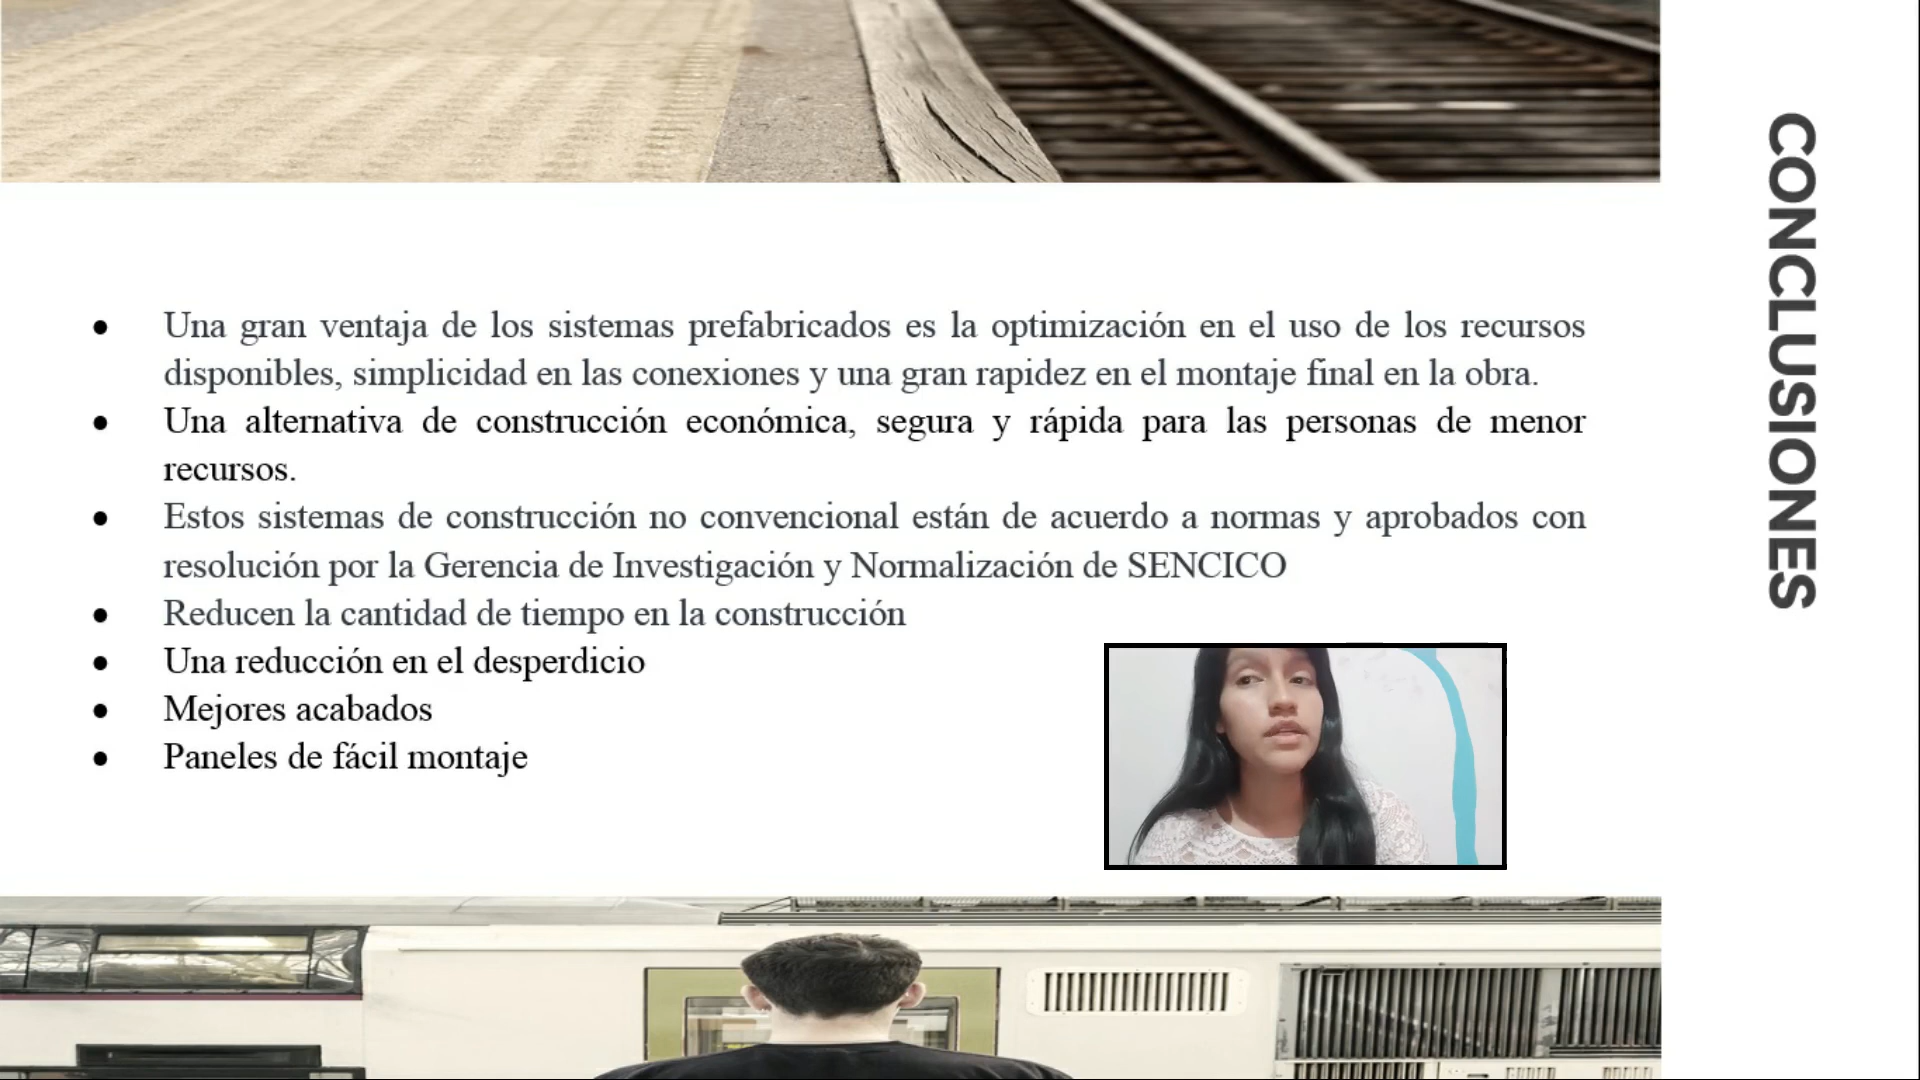 CONCLUSIONES
● Una gran ventaja de los sistemas prefabricados es la optimización en el uso de los recursos
disponibles, simplicidad en las conexiones y una gran rapidez en el montaje final en la obra.
● Una alternativa de construcción económica, segura y rápida para las personas de menor
recursos.
● Estos sistemas de construcción no convencional están de acuerdo a normas y aprobados con
resolución por la Gerencia de Investigación y Normalización de SENCICO
● Reducen la cantidad de tiempo en la construcción
● Una reducción en el desperdicio
● Mejores acabados
● Paneles de fácil montaje